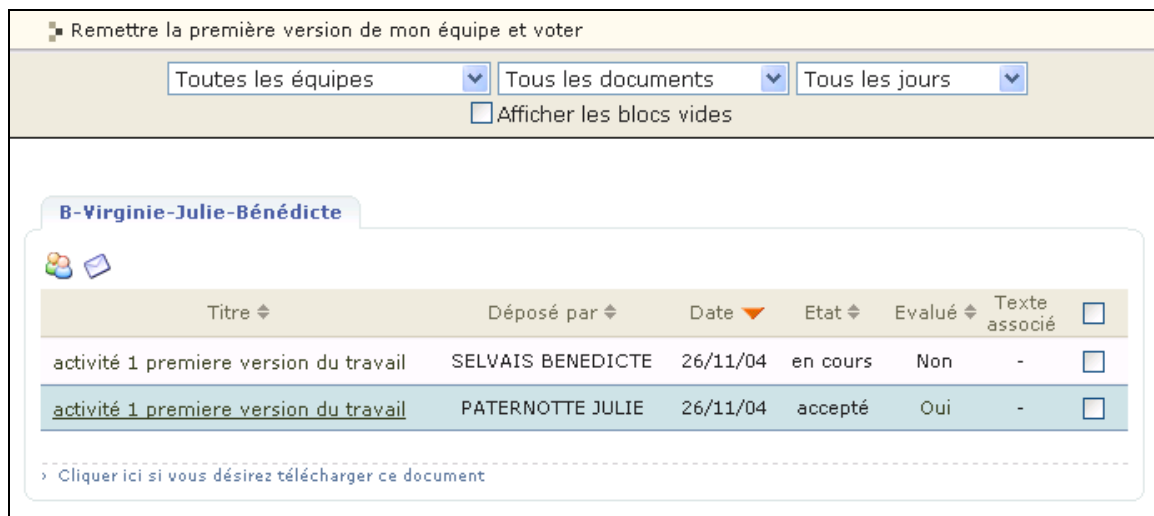 Remettre la première version de mon équipe et voter
Toutes les équipes Tous les documents Tous les jours
Afficher les blocs vides
B-Virginie-Julie-Bénédicte
Titre Déposé par Date Etat Evalué Texte associé
activité 1 premiere version du travail SELVAIS BENEDICTE 26/11/04 en cours Non -
activité 1 premiere version du travail PATERNOTTE JULIE 26/11/04 accepté Oui -
› Cliquer ici si vous désirez télécharger ce document